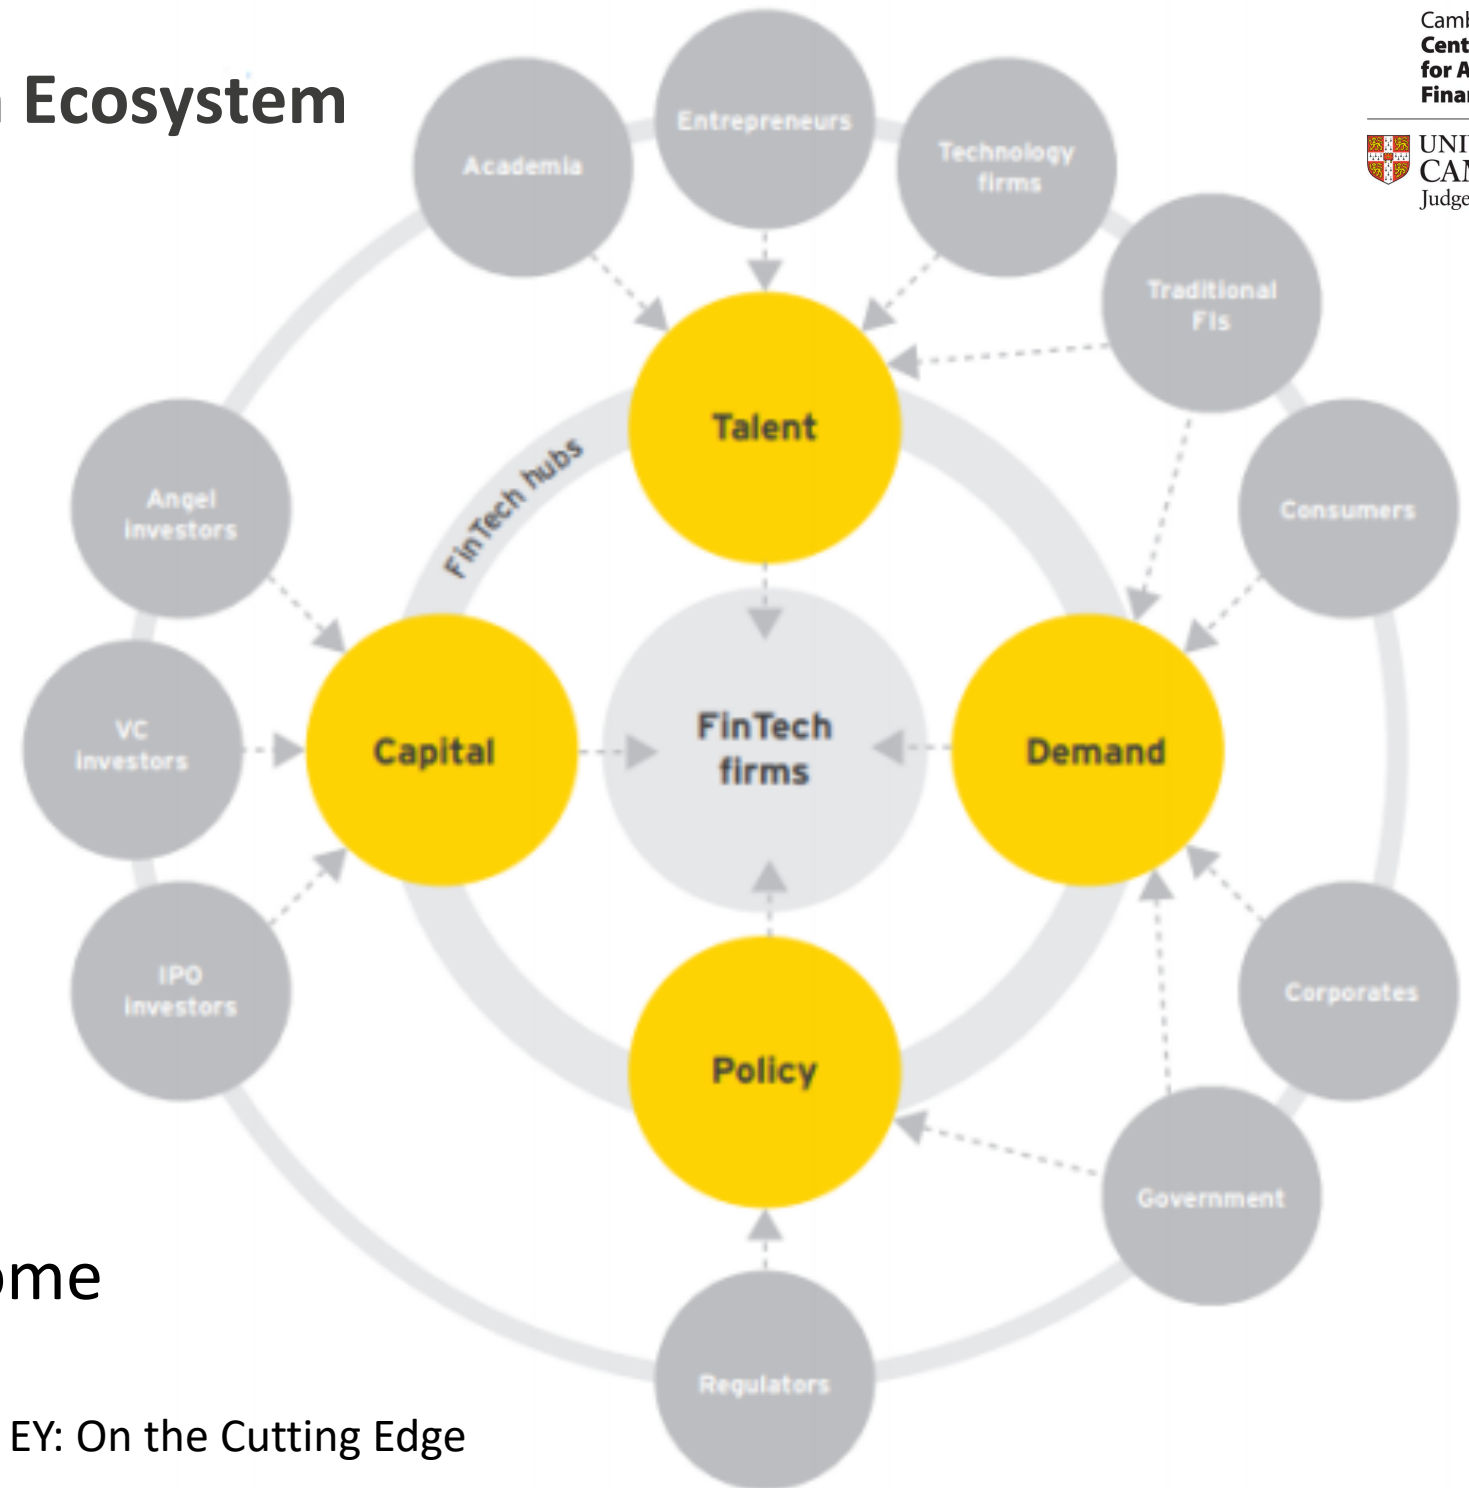 Ecosystem
Camb
Cent
for A
Finan
UNI
CAM
Judge
Entrepreneurs
Academia
Technology
firms
Traditional
FIs
Talent
FinTech hubs
Angel
investors
Consumers
VC
investors
Capital
FinTech
firms
Demand
IPO
investors
Corporates
Policy
Government
ome
Regulators
EY: On the Cutting Edge